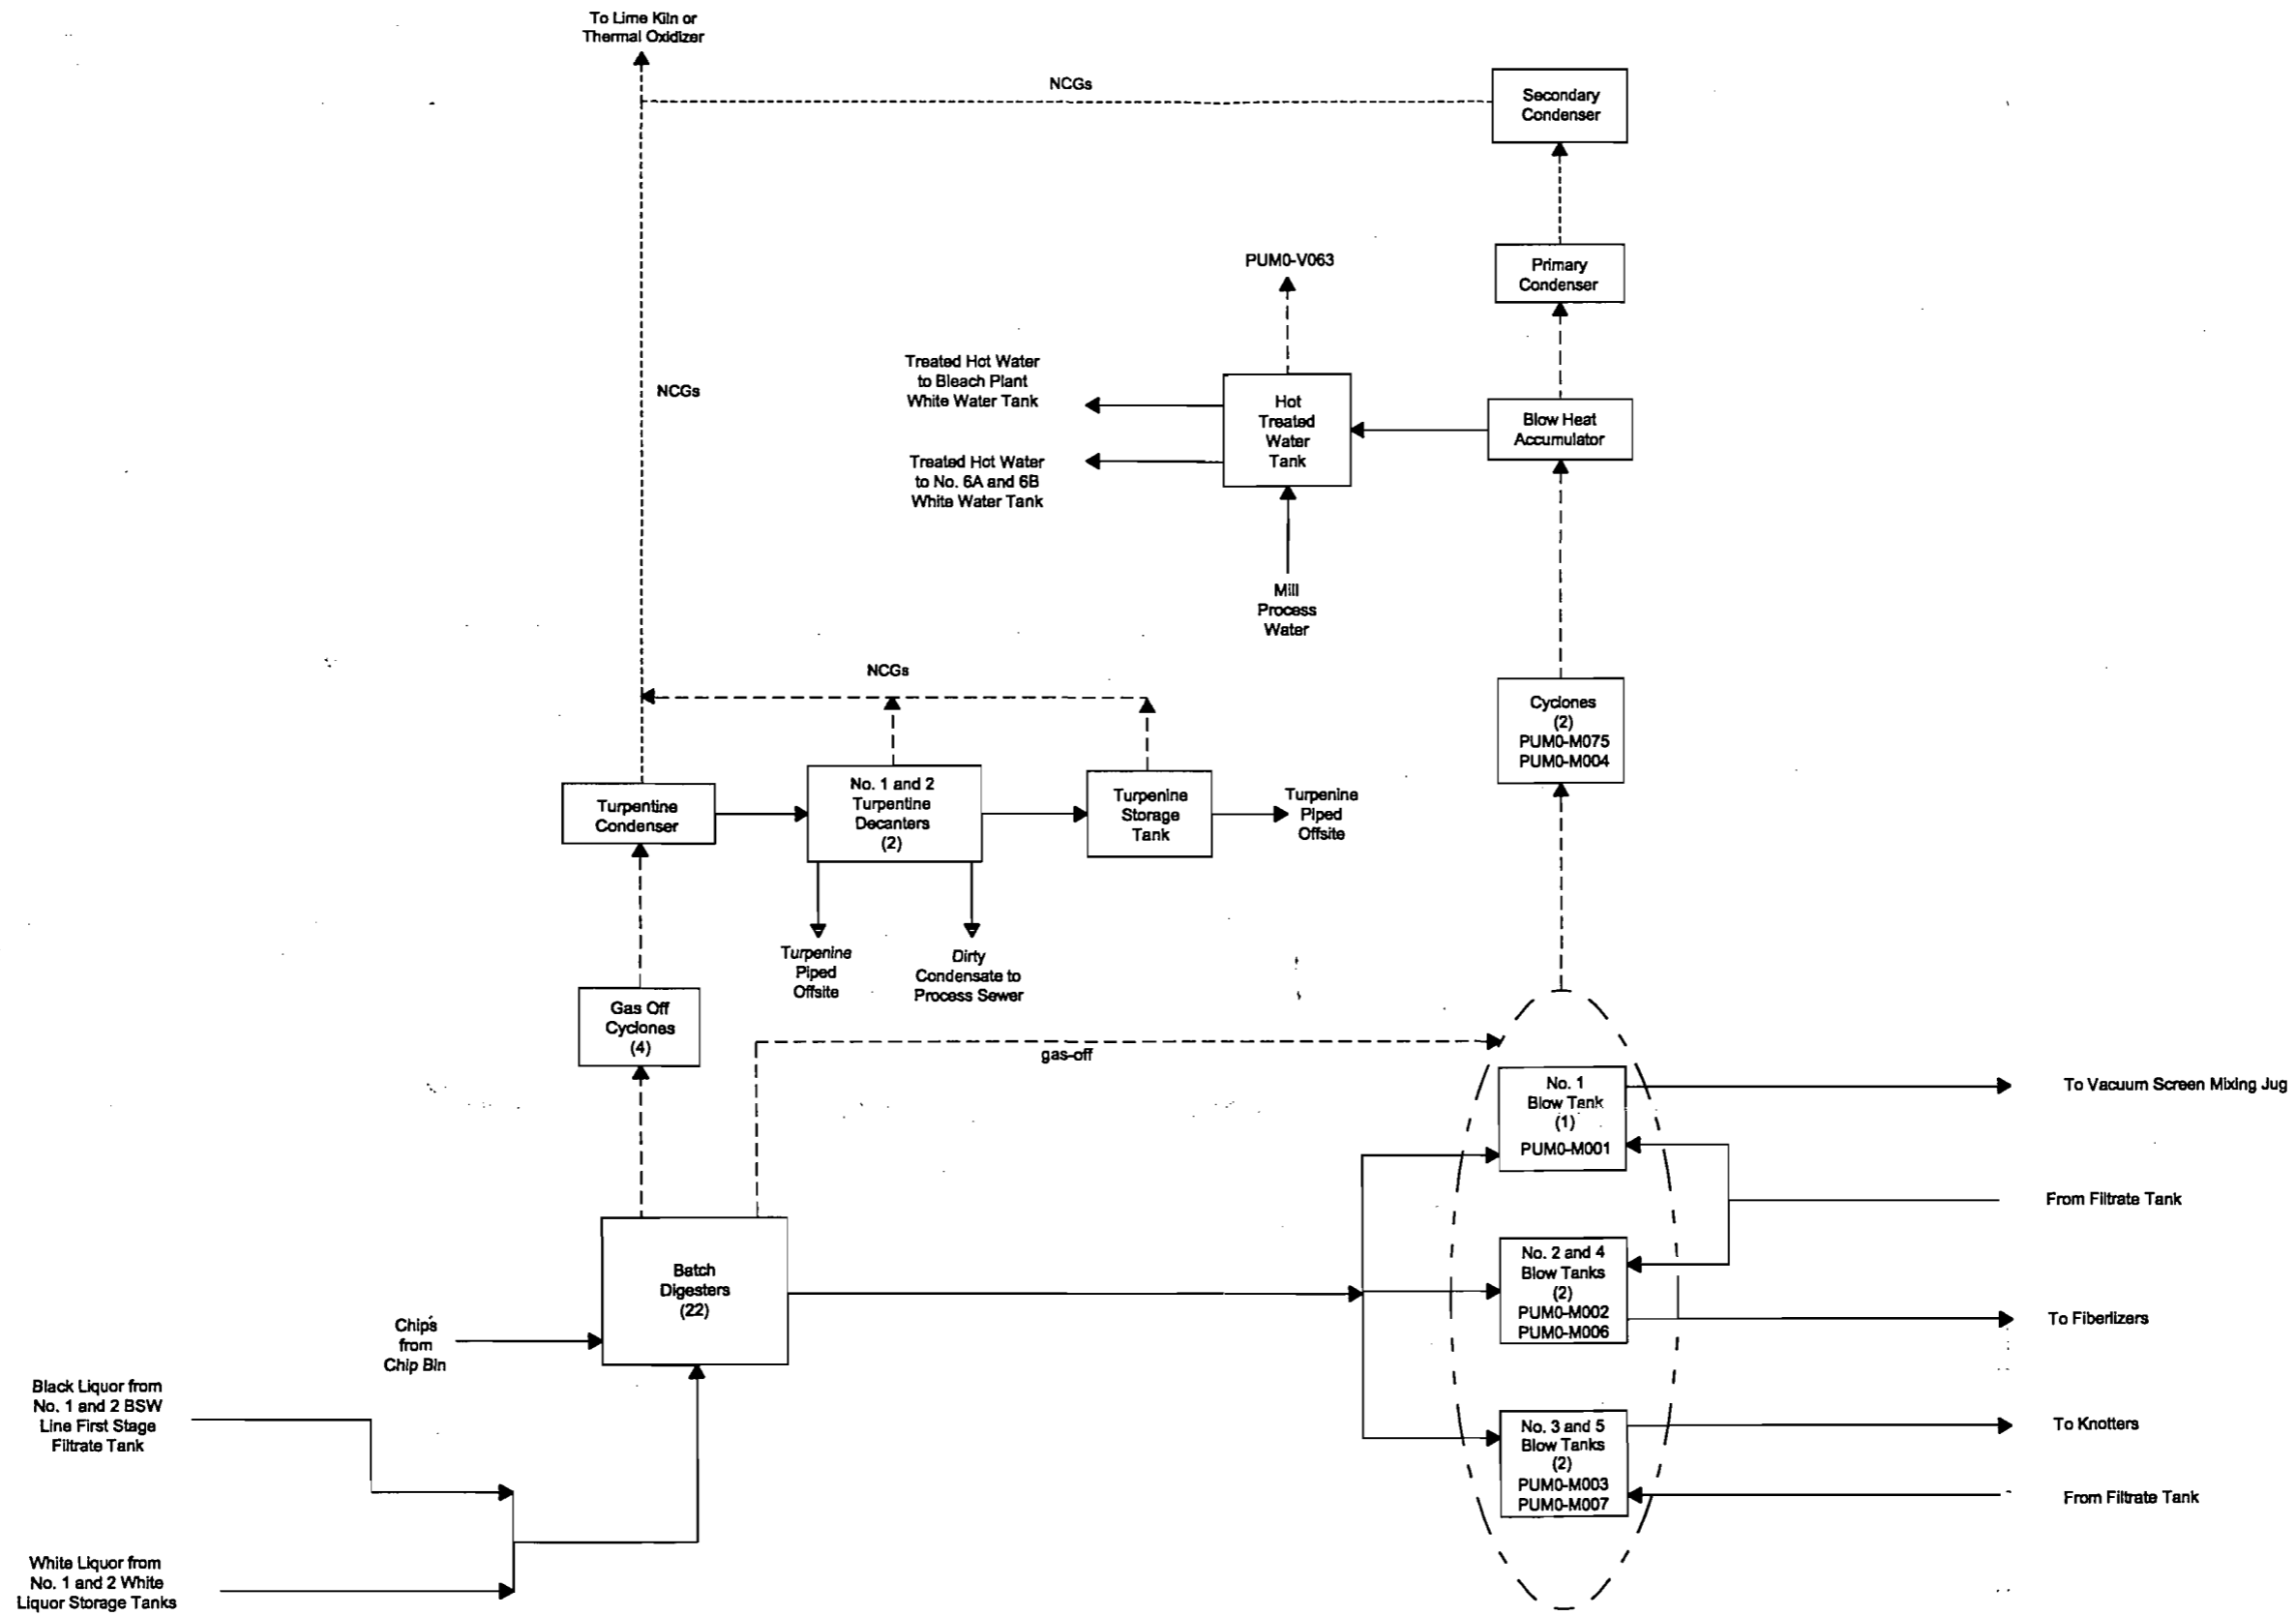 To Lime Kiln or
Thermal Oxidizer
NCGs
Secondary
Condenser
PUM0-V063
Primary
Condenser
Treated Hot Water
to Bleach Plant
White Water Tank
NCGs
Hot
Treated
Water
Tank
Blow Heat
Accumulator
Treated Hot Water
to No. 6A and 6B
White Water Tank
Mill
Process
Water
NCGs
Cyclones
(2)
PUM0-M075
PUM0-M004
Turpentine
Condenser
No. 1 and 2
Turpentine
Decanters
(2)
Turpenine
Storage
Tank
Turpenine
Piped
Offsite
Turpenine
Piped
Offsite
Dirty
Condensate to
Process Sewer
Gas Off
Cyclones
(4)
gas-off
No. 1
Blow Tank
(1)
PUM0-M001
To Vacuum Screen Mixing Jug
From Filtrate Tank
Batch
Digesters
(22)
No. 2 and 4
Blow Tanks
(2)
PUM0-M002
PUM0-M006
To Fiberlizers
Chips
from
Chip Bin
Black Liquor from
No. 1 and 2 BSW
Line First Stage
Filtrate Tank
No. 3 and 5
Blow Tanks
(2)
PUM0-M003
PUM0-M007
To Knotters
From Filtrate Tank
White Liquor from
No. 1 and 2 White
Liquor Storage Tanks